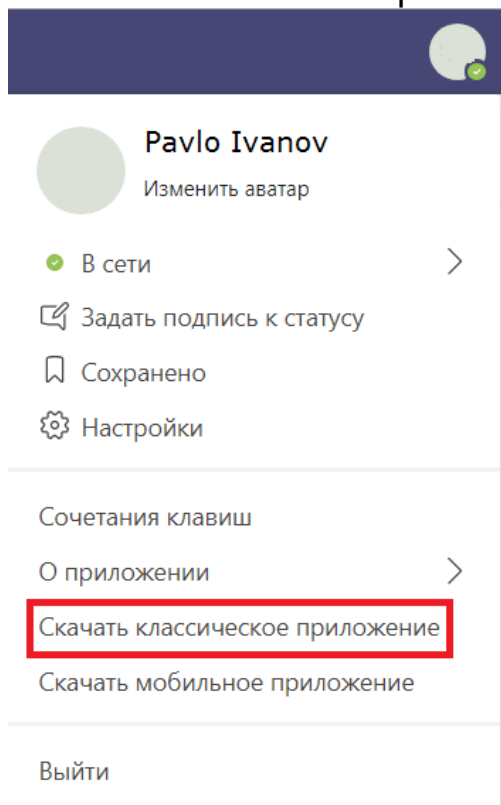 Pavlo Ivanov
Изменить аватар
В сети
Задать подпись к статусу
Сохранено
Настройки
Сочетания клавиш
О приложении
Скачать классическое приложение
Скачать мобильное приложение
Выйти